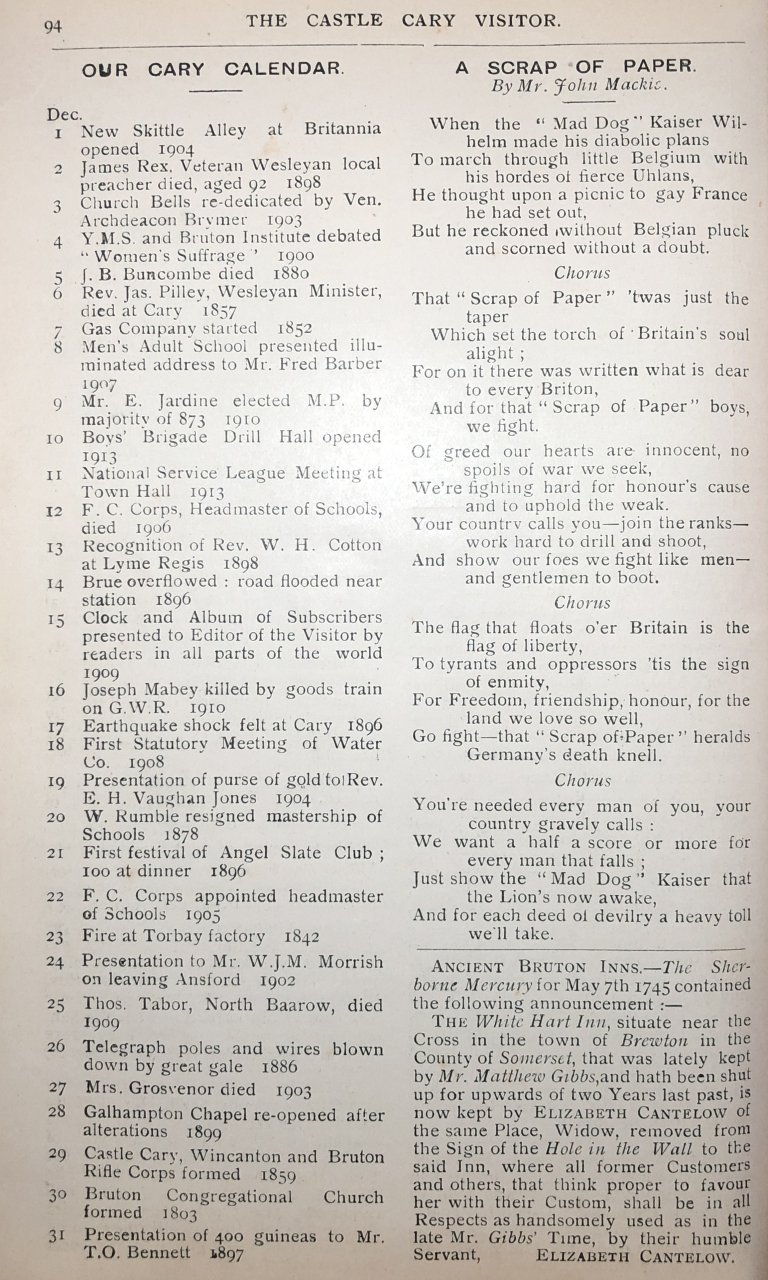 94
THE CASTLE CARY VISITOR.
OUR CARY CALENDAR.
Dec.
1 New Skittle Alley at Britannia
opened 1904
2 James Rex, Veteran Wesleyan local
preacher died, aged 92 1898
3 Church Bells re-dedicated by Ven.
Archdeacon Brymer 1903
4 Y.M.S. and Bruton Institute debated
"Women's Suffrage" 1900
5 J. B. Buncombe died 1880
6 Rev. Jas. Pilley, Wesleyan Minister,
died at Cary 1857
7 Gas Company started 1852
8 Men's Adult School presented illu-
minated address to Mr. Fred Barber
1907
9 Mr. E. Jardine elected M.P. by
majority of 873 1910
10 Boys' Brigade Drill Hall opened
1913
11 National Service League Meeting at
Town Hall 1913
12 F. C. Corps, Headmaster of Schools,
died 1906
13 Recognition of Rev. W. H. Cotton
at Lyme Regis 1898
14 Brue overflowed : road flooded near
station 1896
15 Clock and Album of Subscribers
presented to Editor of the Visitor by
readers in all parts of the world
1909
16 Joseph Mabey killed by goods train
on G.W.R. 1910
17 Earthquake shock felt at Cary 1896
18 First Statutory Meeting of Water
Co. 1908
19 Presentation of purse of gold to Rev.
E. H. Vaughan Jones 1904
20 W. Rumble resigned mastership of
Schools 1878
21 First festival of Angel Slate Club ;
100 at dinner 1896
22 F. C. Corps appointed headmaster
of Schools 1905
23 Fire at Torbay factory 1842
24 Presentation to Mr. W.J.M. Morrish
on leaving Ansford 1902
25 Thos. Tabor, North Baarow, died
1909
26 Telegraph poles and wires blown
down by great gale 1886
27 Mrs. Grosvenor died 1903
28 Galhampton Chapel re-opened after
alterations 1899
29 Castle Cary, Wincanton and Bruton
Rifle Corps formed 1859
30 Bruton Congregational Church
formed 1803
31 Presentation of 400 guineas to Mr.
T.O. Bennett 1897
A SCRAP OF PAPER.
By Mr. John Mackie.
When the "Mad Dog" Kaiser Wil-
helm made his diabolic plans
To march through little Belgium with
his hordes of fierce Uhlans,
He thought upon a picnic to gay France
he had set out,
But he reckoned without Belgian pluck
and scorned without a doubt.
Chorus
That "Scrap of Paper" 'twas just the
taper
Which set the torch of Britain's soul
alight ;
For on it there was written what is dear
to every Briton,
And for that "Scrap of Paper" boys,
we fight.
Of greed our hearts are innocent, no
spoils of war we seek,
We're fighting hard for honour's cause
and to uphold the weak.
Your country calls you—join the ranks—
work hard to drill and shoot,
And show our foes we fight like men—
and gentlemen to boot.
Chorus
The flag that floats o'er Britain is the
flag of liberty,
To tyrants and oppressors 'tis the sign
of enmity,
For Freedom, friendship, honour, for the
land we love so well,
Go fight—that "Scrap of Paper" heralds
Germany's death knell.
Chorus
You're needed every man of you, your
country gravely calls :
We want a half a score or more for
every man that falls ;
Just show the "Mad Dog" Kaiser that
the Lion's now awake,
And for each deed of devilry a heavy toll
we'll take.
ANCIENT BRUTON INNS.—The Sher-
borne Mercury for May 7th 1745 contained
the following announcement :—
THE White Hart Inn, situate near the
Cross in the town of Brewton in the
County of Somerset, that was lately kept
by Mr. Matthew Gibbs, and hath been shut
up for upwards of two Years last past, is
now kept by ELIZABETH CANTELOW of
the same Place, Widow, removed from
the Sign of the Hole in the Wall to the
said Inn, where all former Customers
and others, that think proper to favour
her with their Custom, shall be in all
Respects as handsomely used as in the
late Mr. Gibbs' Time, by their humble
Servant, ELIZABETH CANTELOW.